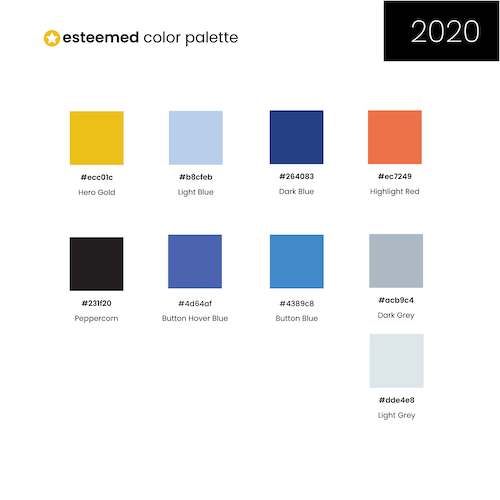 esteemed color palette
2020
#ecc01c
Hero Gold
#b8cfeb
Light Blue
#264083
Dark Blue
#ec7249
Highlight Red
#231f20
Peppercorn
#4d64af
Button Hover Blue
#4389c8
Button Blue
#acb9c4
Dark Grey
#dde4e8
Light Grey